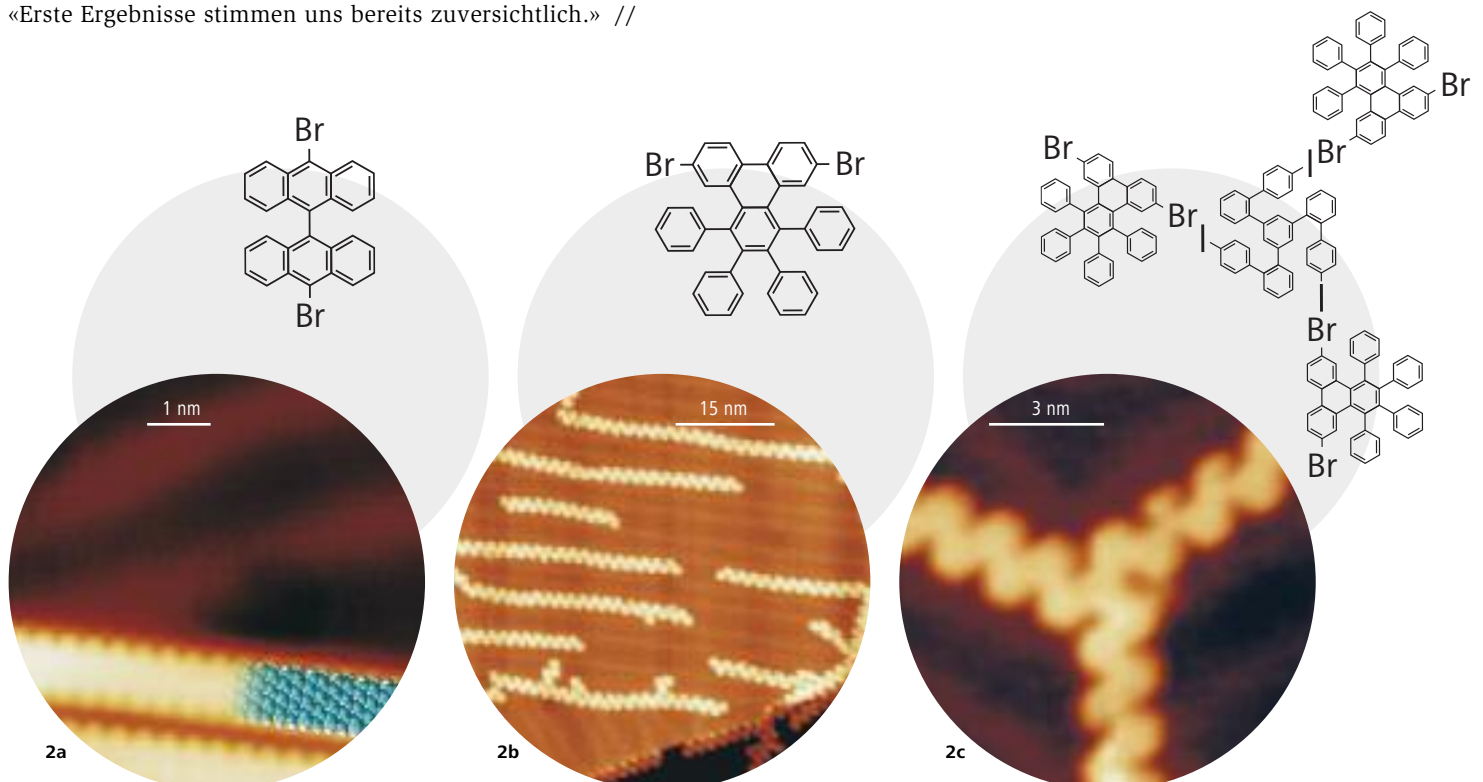 «Erste Ergebnisse stimmen uns bereits zuversichtlich.» //
Br
Br
1 nm
2a
Br
Br
15 nm
2b
Br
Br
I
I
I
Br
Br
Br
Br
3 nm
2c